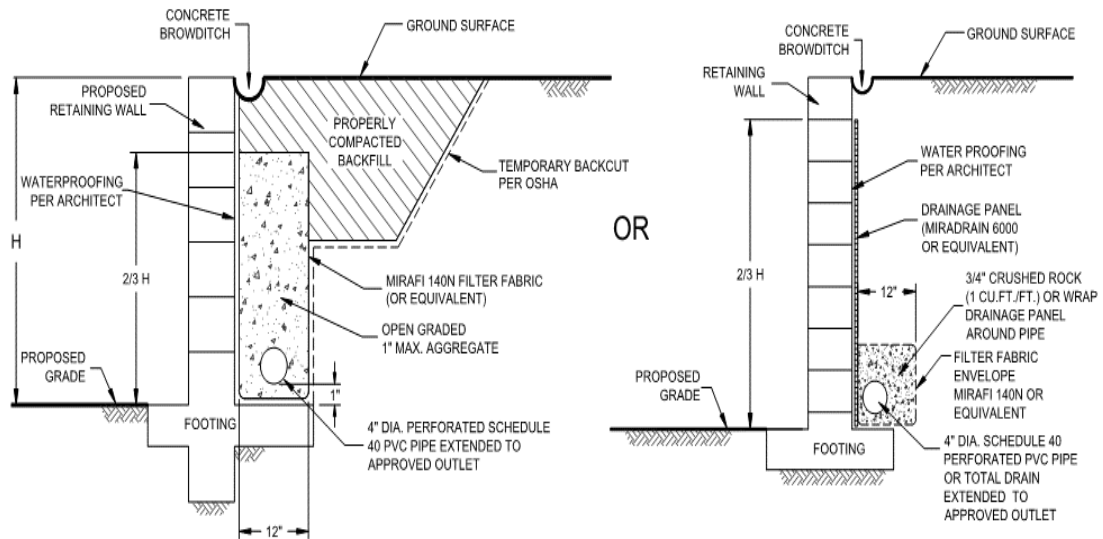 CONCRETE
BROWDITCH
GROUND SURFACE
PROPOSED
RETAINING WALL
PROPERLY
COMPACTED
BACKFILL
TEMPORARY BACKCUT
PER OSHA
WATERPROOFING
PER ARCHITECT
H
2/3 H
MIRAFI 140N FILTER FABRIC
(OR EQUIVALENT)
OPEN GRADED
1" MAX. AGGREGATE
PROPOSED
GRADE
1"
FOOTING
4" DIA. PERFORATED SCHEDULE
40 PVC PIPE EXTENDED TO
APPROVED OUTLET
12"
OR
CONCRETE
BROWDITCH
GROUND SURFACE
RETAINING
WALL
WATER PROOFING
PER ARCHITECT
DRAINAGE PANEL
(MIRADRAIN 6000
OR EQUIVALENT)
2/3 H
12"
3/4" CRUSHED ROCK
(1 CU.FT./FT.) OR WRAP
DRAINAGE PANEL
AROUND PIPE
PROPOSED
GRADE
FILTER FABRIC
ENVELOPE
MIRAFI 140N OR
EQUIVALENT
FOOTING
4" DIA. SCHEDULE 40
PERFORATED PVC PIPE
OR TOTAL DRAIN
EXTENDED TO
APPROVED OUTLET